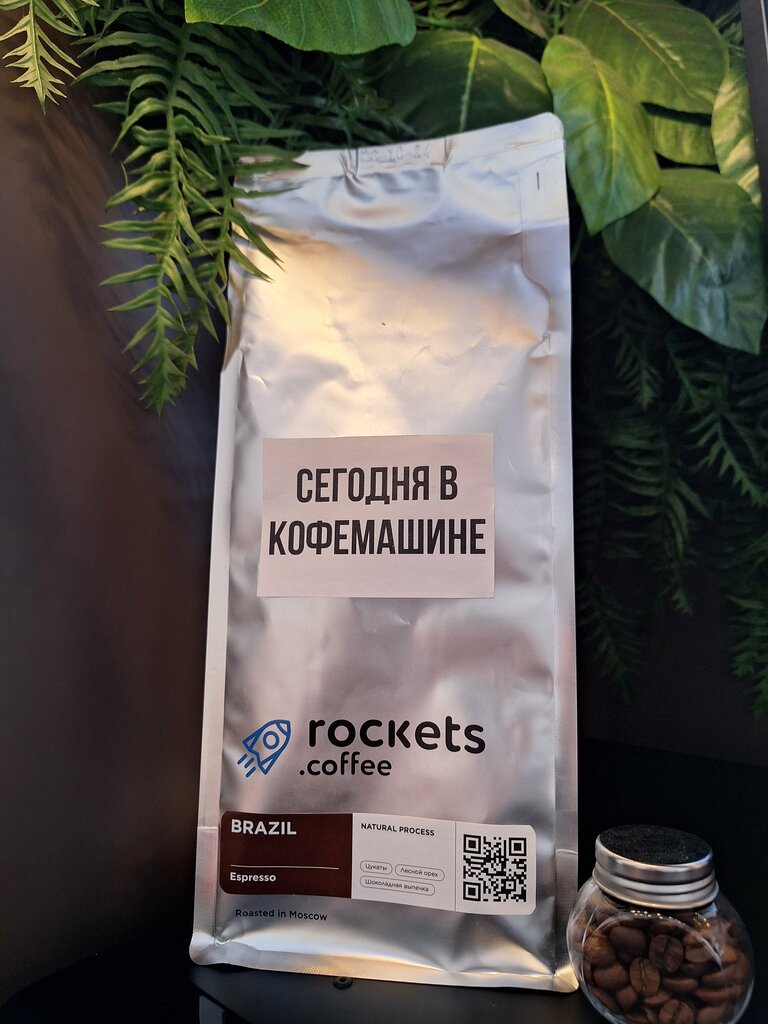 СЕГОДНЯ В
КОФЕМАШИНЕ
rockets
.coffee
BRAZIL
Espresso
NATURAL PROCESS
Цукаты
Лесной орех
Шоколадная выпечка
Roasted in Moscow